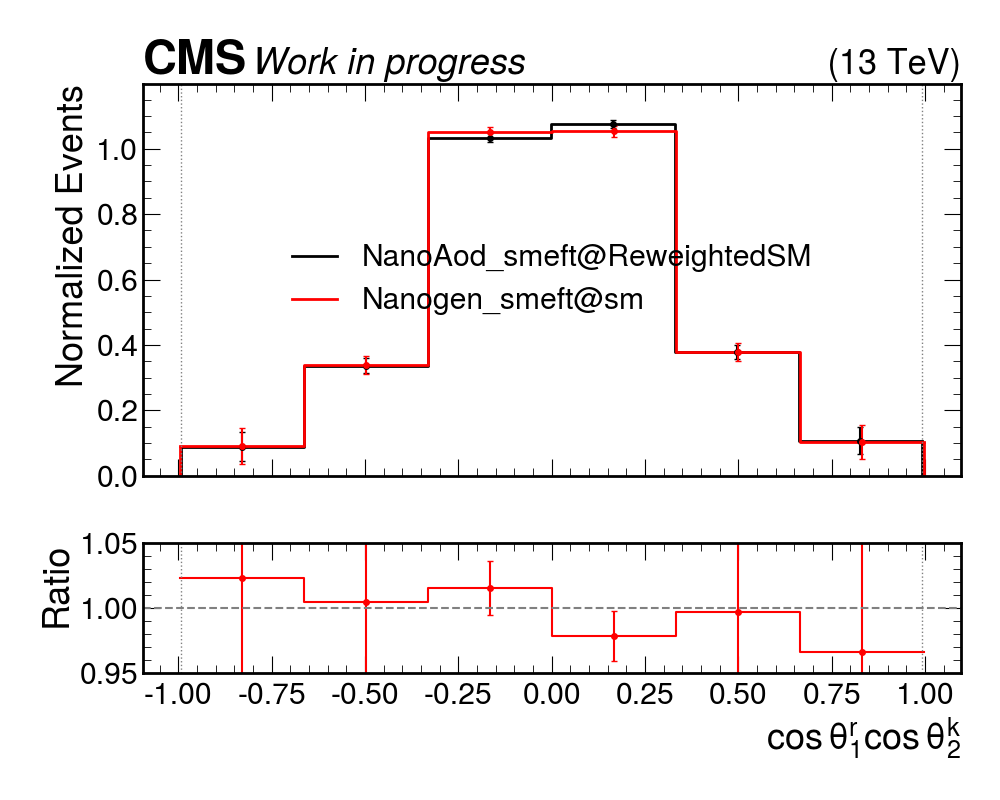 CMS Work in progress (13 TeV)
Normalized Events
1.0
0.8
0.6
0.4
0.2
0.0
NanoAod_smeft@ReweightedSM
Nanogen_smeft@sm
Ratio
1.05
1.00
0.95
-1.00 -0.75 -0.50 -0.25 0.00 0.25 0.50 0.75 1.00
cos θ₁ʳ cos θ₂ᵏ